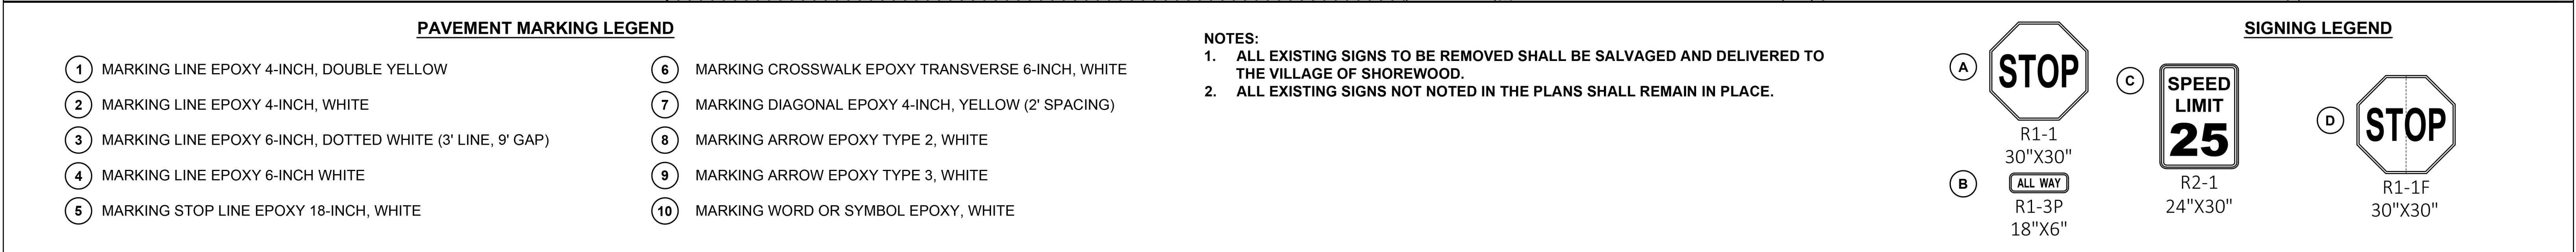 PAVEMENT MARKING LEGEND
1 MARKING LINE EPOXY 4-INCH, DOUBLE YELLOW
2 MARKING LINE EPOXY 4-INCH, WHITE
3 MARKING LINE EPOXY 6-INCH, DOTTED WHITE (3' LINE, 9' GAP)
4 MARKING LINE EPOXY 6-INCH WHITE
5 MARKING STOP LINE EPOXY 18-INCH, WHITE
6 MARKING CROSSWALK EPOXY TRANSVERSE 6-INCH, WHITE
7 MARKING DIAGONAL EPOXY 4-INCH, YELLOW (2' SPACING)
8 MARKING ARROW EPOXY TYPE 2, WHITE
9 MARKING ARROW EPOXY TYPE 3, WHITE
10 MARKING WORD OR SYMBOL EPOXY, WHITE
NOTES:
1. ALL EXISTING SIGNS TO BE REMOVED SHALL BE SALVAGED AND DELIVERED TO
THE VILLAGE OF SHOREWOOD.
2. ALL EXISTING SIGNS NOT NOTED IN THE PLANS SHALL REMAIN IN PLACE.
SIGNING LEGEND
A
STOP
R1-1
30"X30"
B
ALL WAY
R1-3P
18"X6"
C
SPEED
LIMIT
25
R2-1
24"X30"
D
STOP
R1-1F
30"X30"